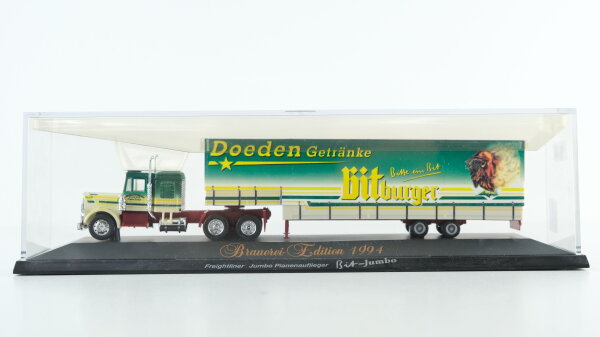 Doeden Getränke
Bitte ein Bit
Bitburger
Brauerei-Edition 1994
Freightliner Jumbo Planenauflieger Bit-Jumbo